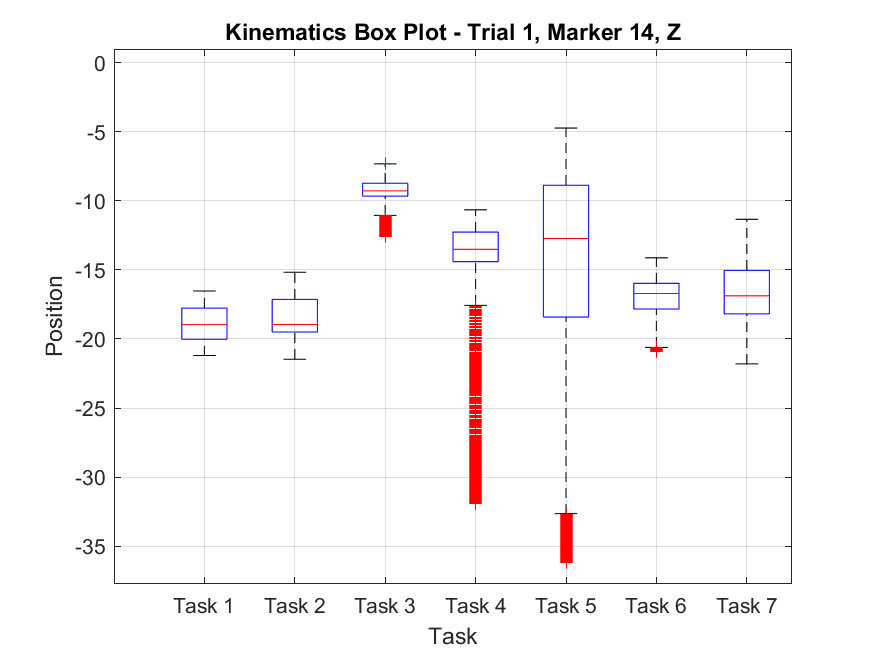 Kinematics Box Plot - Trial 1, Marker 14, Z
0
-5
-10
-15
-20
-25
-30
-35
Position
Task 1 Task 2 Task 3 Task 4 Task 5 Task 6 Task 7
Task